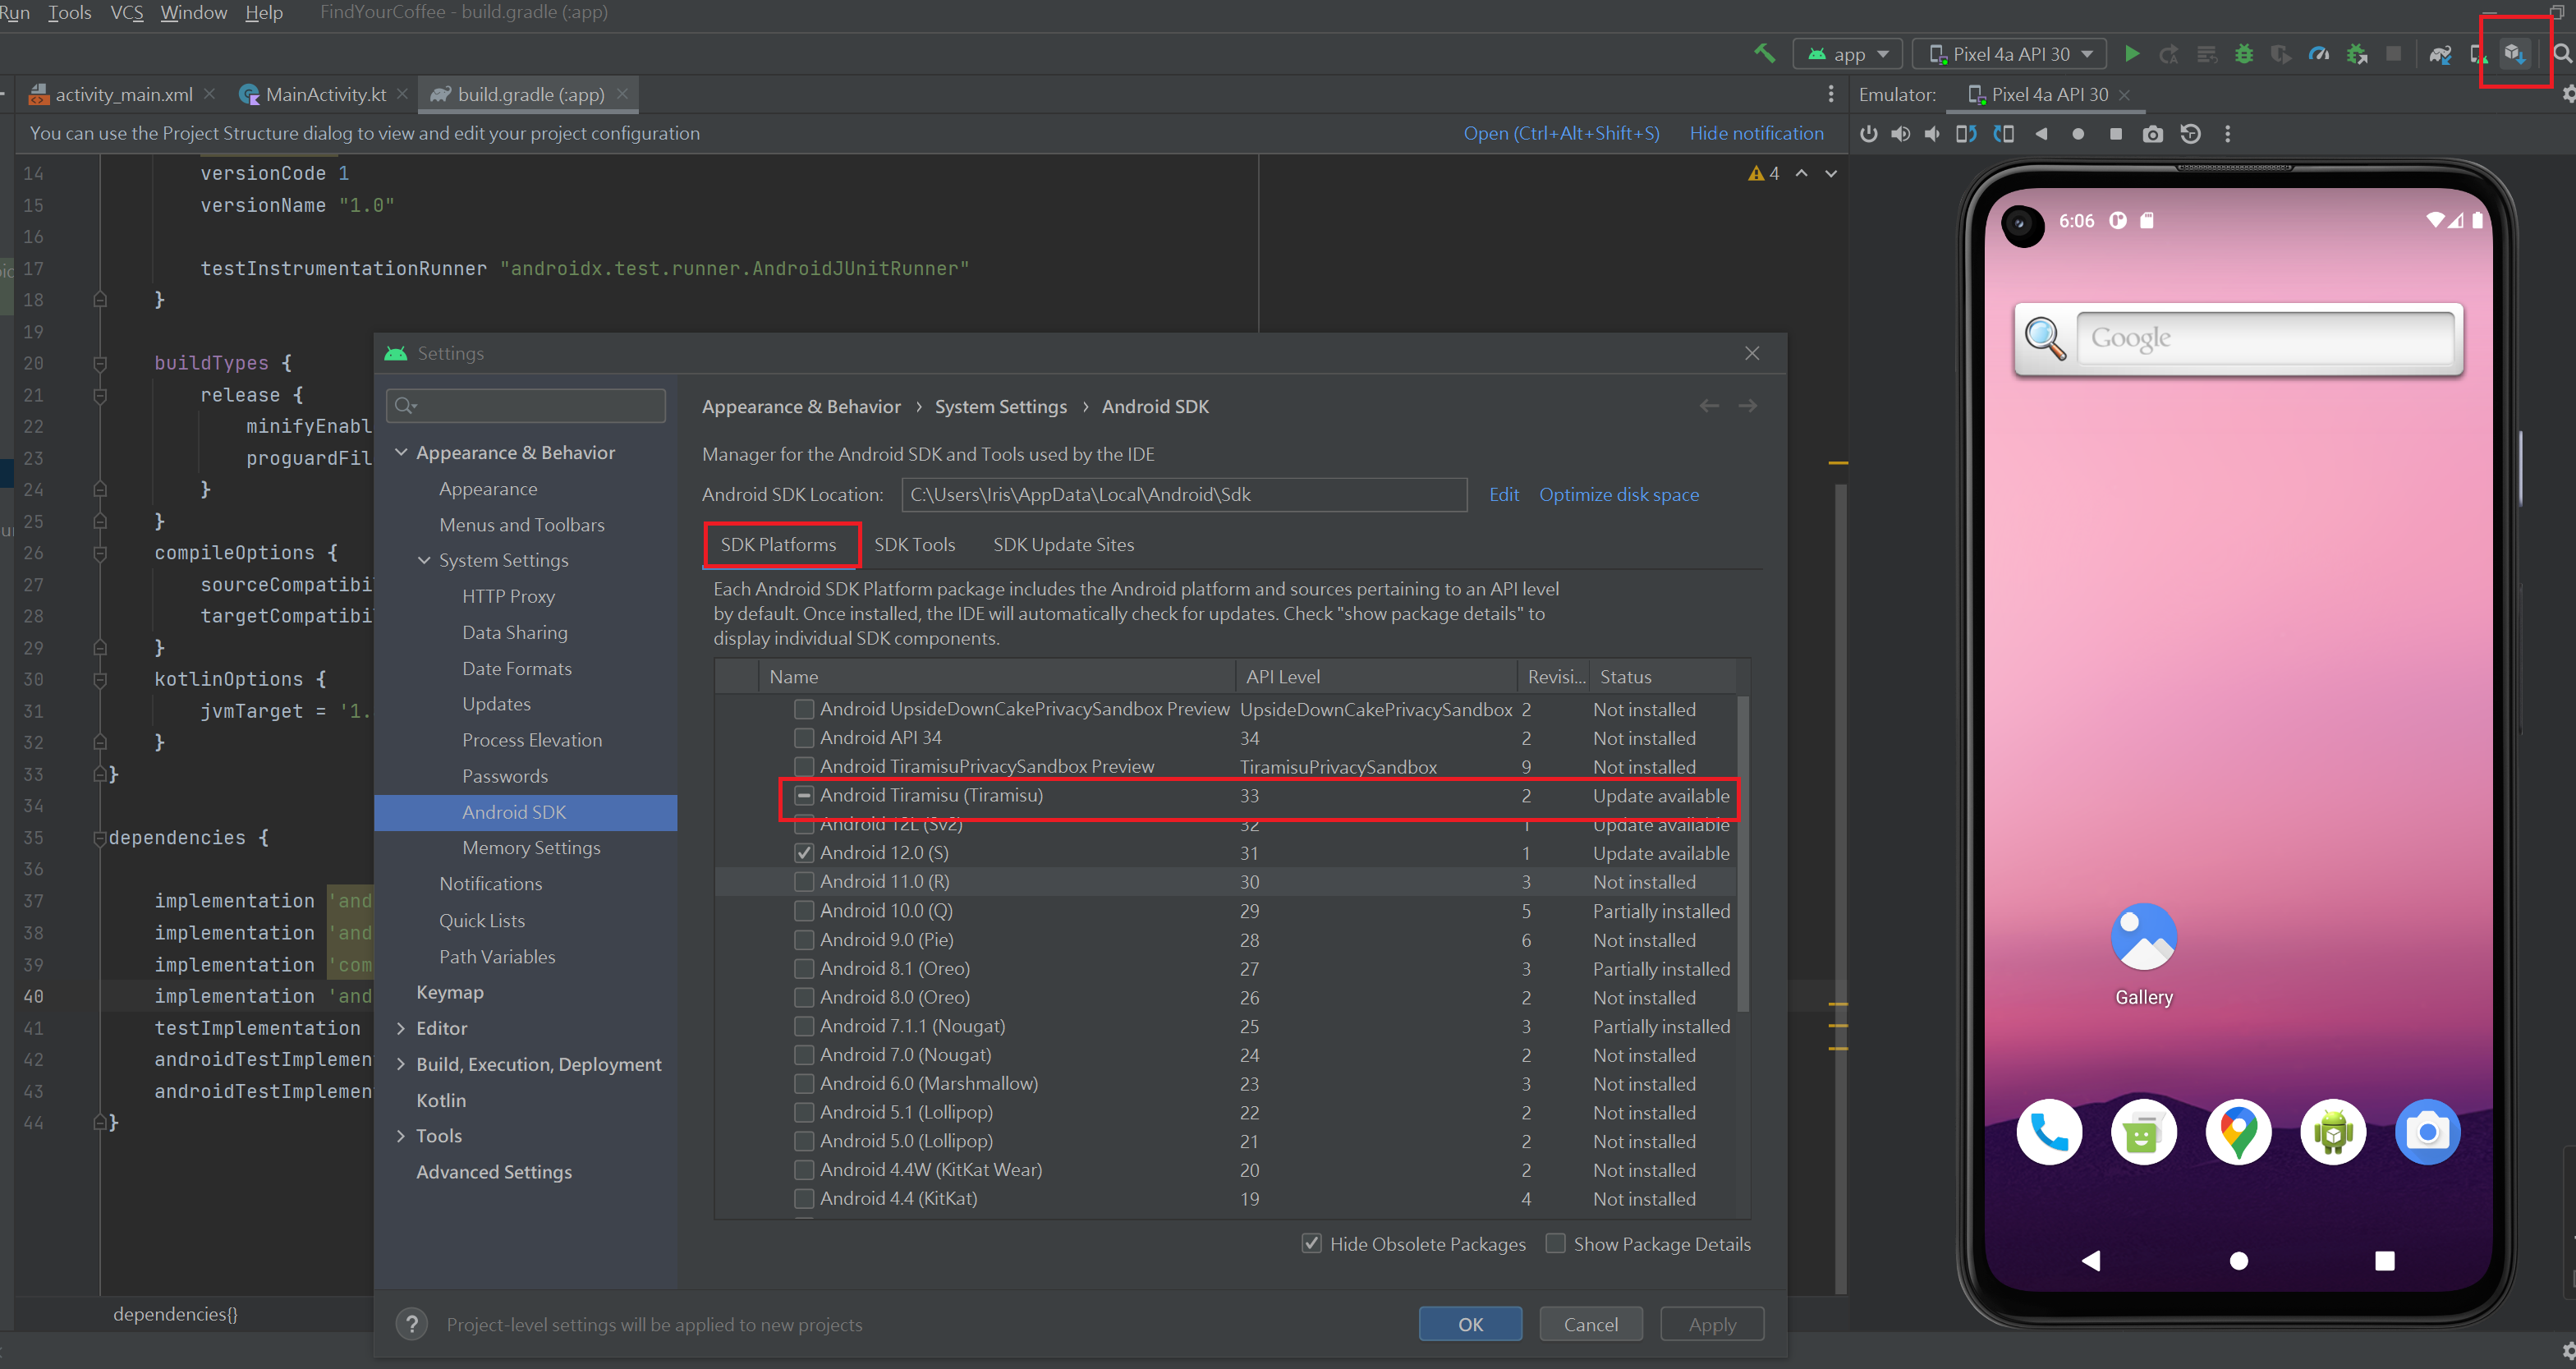 Run Tools VCS Window Help FindYourCoffee - build.gradle (:app)
app Pixel 4a API 30
activity_main.xml MainActivity.kt build.gradle (:app) Emulator: Pixel 4a API 30
You can use the Project Structure dialog to view and edit your project configuration Open (Ctrl+Alt+Shift+S) Hide notification
14 versionCode 1
4
15 versionName "1.0"
16
17 testInstrumentationRunner "androidx.test.runner.AndroidJUnitRunner"
18 }
19
20 buildTypes {
21 release {
22 minifyEnabl
23 proguardFil
24 }
25 }
26 compileOptions {
27 sourceCompatibi
28 targetCompatibi
29 }
30 kotlinOptions {
31 jvmTarget = '1.
32 }
33 }
34
35 dependencies {
36
37 implementation 'and
38 implementation 'and
39 implementation 'com
40 implementation 'and
41 testImplementation
42 androidTestImplemen
43 androidTestImplemen
44 }
dependencies{}
Settings
Appearance & Behavior
Appearance
Menus and Toolbars
System Settings
HTTP Proxy
Data Sharing
Date Formats
Updates
Process Elevation
Passwords
Android SDK
Memory Settings
Notifications
Quick Lists
Path Variables
Keymap
Editor
Build, Execution, Deployment
Kotlin
Tools
Advanced Settings
Appearance & Behavior › System Settings › Android SDK
Manager for the Android SDK and Tools used by the IDE
Android SDK Location: C:\Users\Iris\AppData\Local\Android\Sdk Edit Optimize disk space
SDK Platforms SDK Tools SDK Update Sites
Each Android SDK Platform package includes the Android platform and sources pertaining to an API level
by default. Once installed, the IDE will automatically check for updates. Check "show package details" to
display individual SDK components.
Name API Level Revisi... Status
Android UpsideDownCakePrivacySandbox Preview UpsideDownCakePrivacySandbox 2 Not installed
Android API 34 34 2 Not installed
Android TiramisuPrivacySandbox Preview TiramisuPrivacySandbox 9 Not installed
Android Tiramisu (Tiramisu) 33 2 Update available
Android 12L (Sv2) 32 1 Update available
Android 12.0 (S) 31 1 Update available
Android 11.0 (R) 30 3 Not installed
Android 10.0 (Q) 29 5 Partially installed
Android 9.0 (Pie) 28 6 Not installed
Android 8.1 (Oreo) 27 3 Partially installed
Android 8.0 (Oreo) 26 2 Not installed
Android 7.1.1 (Nougat) 25 3 Partially installed
Android 7.0 (Nougat) 24 2 Not installed
Android 6.0 (Marshmallow) 23 3 Not installed
Android 5.1 (Lollipop) 22 2 Not installed
Android 5.0 (Lollipop) 21 2 Not installed
Android 4.4W (KitKat Wear) 20 2 Not installed
Android 4.4 (KitKat) 19 4 Not installed
Hide Obsolete Packages Show Package Details
? Project-level settings will be applied to new projects OK Cancel Apply
6:06
Google
Gallery